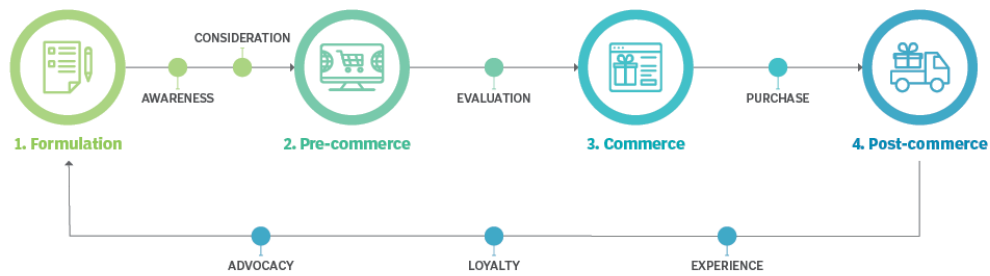 CONSIDERATION
AWARENESS
EVALUATION
PURCHASE
1. Formulation
2. Pre-commerce
3. Commerce
4. Post-commerce
ADVOCACY
LOYALTY
EXPERIENCE